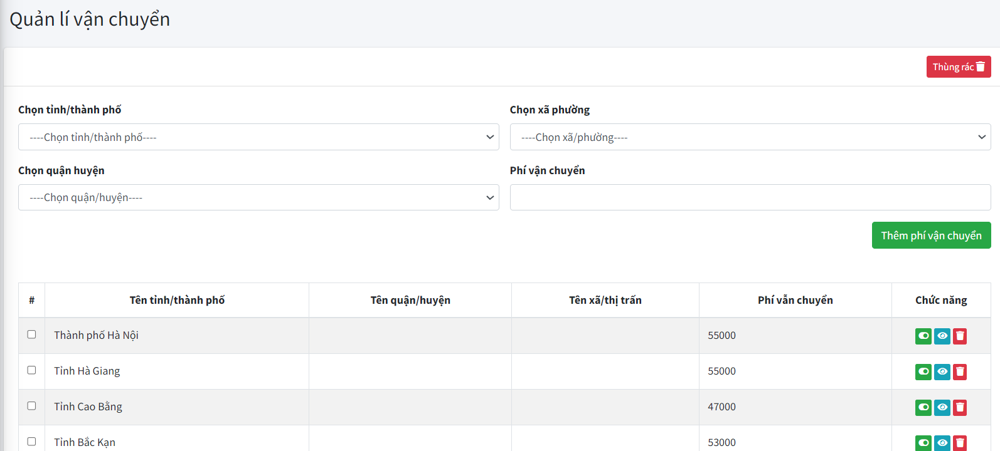 Quản lí vận chuyển
Thùng rác
Chọn tỉnh/thành phố
----Chọn tỉnh/thành phố----
Chọn xã phường
----Chọn xã/phường----
Chọn quận huyện
----Chọn quận/huyện----
Phí vận chuyển
Thêm phí vận chuyển
# Tên tỉnh/thành phố Tên quận/huyện Tên xã/thị trấn Phí vẫn chuyển Chức năng
Thành phố Hà Nội 55000
Tỉnh Hà Giang 55000
Tỉnh Cao Bằng 47000
Tỉnh Bắc Kạn 53000